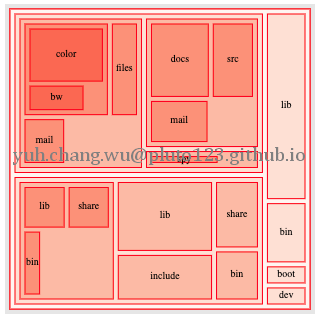 color
files
docs
src
bw
lib
mail
mail
spy
yuh.chang.wu@pluto123.github.io
lib
share
lib
share
bin
bin
include
bin
boot
dev